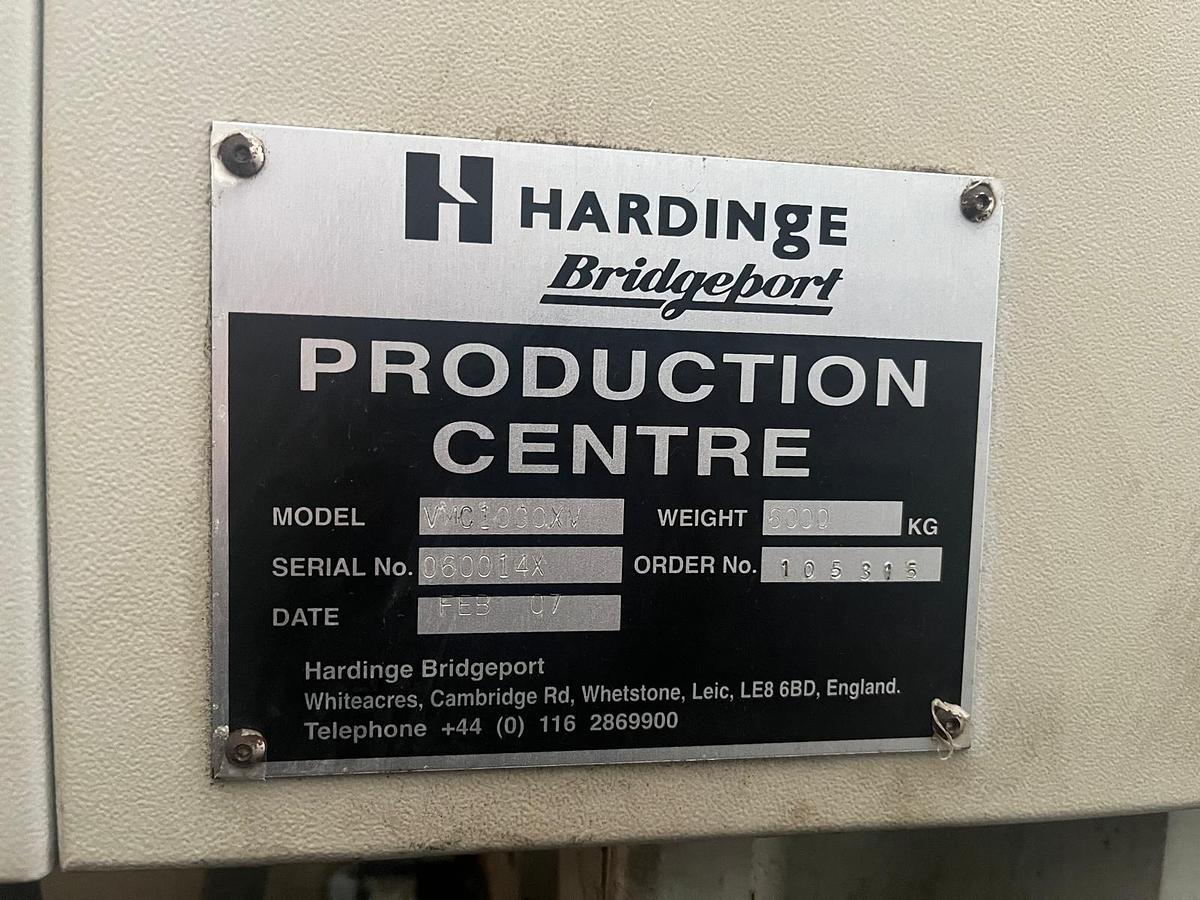 HARDINgE
Bridgeport
PRODUCTION
CENTRE
MODEL VMC1000XV WEIGHT 6000 KG
SERIAL No. 060014X ORDER No. 105315
DATE FEB 07
Hardinge Bridgeport
Whiteacres, Cambridge Rd, Whetstone, Leic, LE8 6BD, England.
Telephone +44 (0) 116 2869900